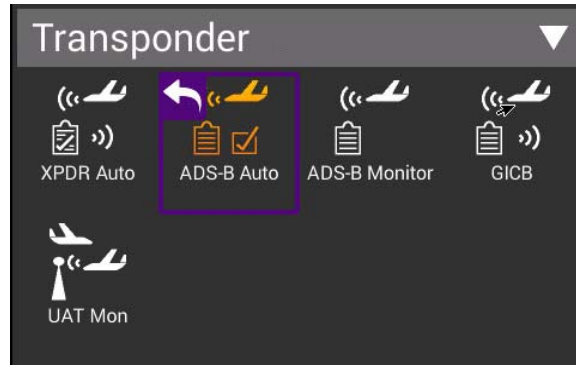 Transponder
XPDR Auto
ADS-B Auto
ADS-B Monitor
GICB
UAT Mon